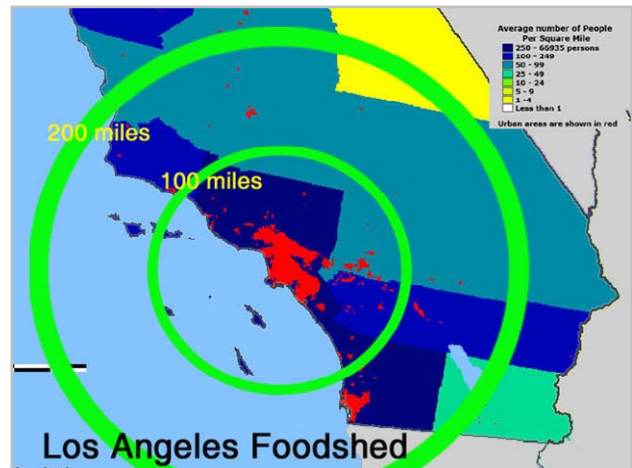 Average number of People
Per Square Mile
250 - 66935 persons
100 - 249
50 - 99
25 - 49
10 - 24
5 - 9
1 -4
Less than 1
Urban areas are shown in red
200 miles
100 miles
Los Angeles Foodshed